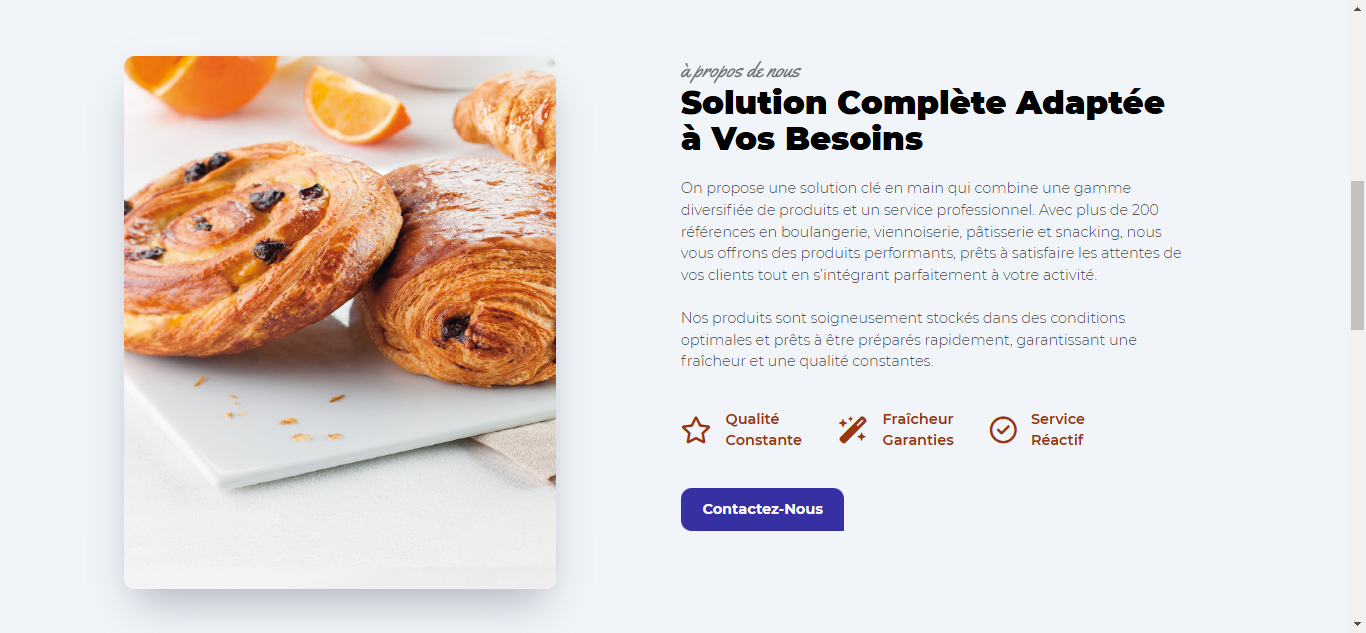 à propos de nous
Solution Complète Adaptée
à Vos Besoins
On propose une solution clé en main qui combine une gamme
diversifiée de produits et un service professionnel. Avec plus de 200
références en boulangerie, viennoiserie, pâtisserie et snacking, nous
vous offrons des produits performants, prêts à satisfaire les attentes de
vos clients tout en s’intégrant parfaitement à votre activité.
Nos produits sont soigneusement stockés dans des conditions
optimales et prêts à être préparés rapidement, garantissant une
fraîcheur et une qualité constantes.
Qualité
Constante
Fraîcheur
Garanties
Service
Réactif
Contactez-Nous